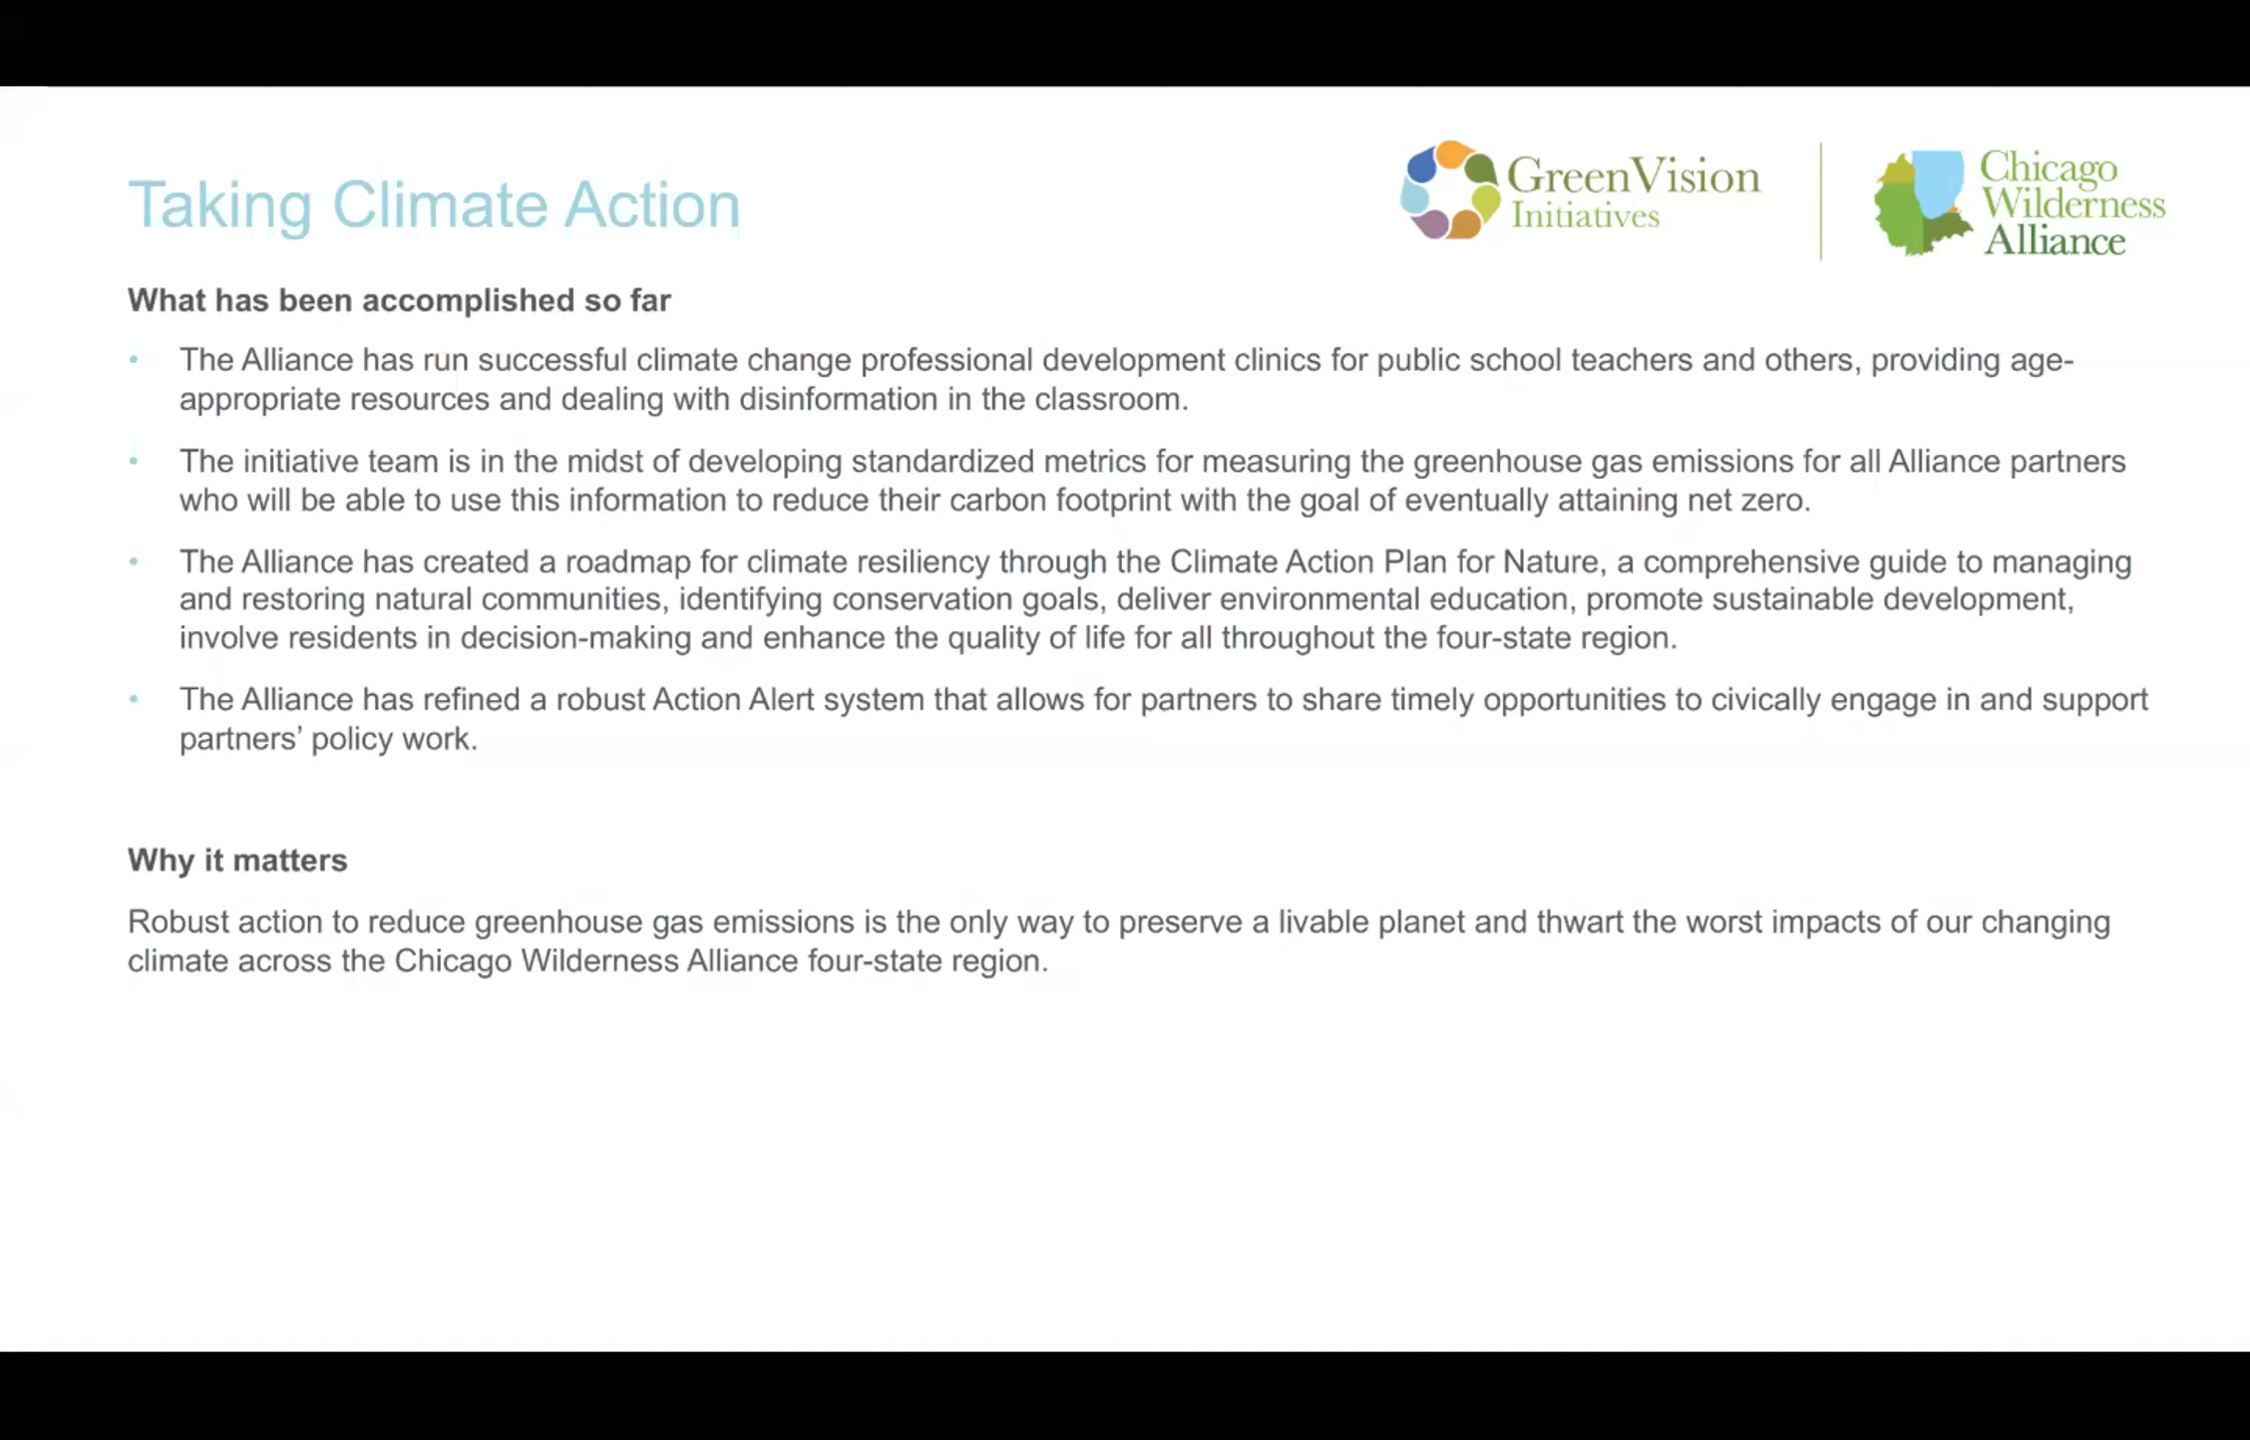 Taking Climate Action
GreenVision
Initiatives
Chicago
Wilderness
Alliance
What has been accomplished so far
• The Alliance has run successful climate change professional development clinics for public school teachers and others, providing age-
appropriate resources and dealing with disinformation in the classroom.
• The initiative team is in the midst of developing standardized metrics for measuring the greenhouse gas emissions for all Alliance partners
who will be able to use this information to reduce their carbon footprint with the goal of eventually attaining net zero.
• The Alliance has created a roadmap for climate resiliency through the Climate Action Plan for Nature, a comprehensive guide to managing
and restoring natural communities, identifying conservation goals, deliver environmental education, promote sustainable development,
involve residents in decision-making and enhance the quality of life for all throughout the four-state region.
• The Alliance has refined a robust Action Alert system that allows for partners to share timely opportunities to civically engage in and support
partners’ policy work.
Why it matters
Robust action to reduce greenhouse gas emissions is the only way to preserve a livable planet and thwart the worst impacts of our changing
climate across the Chicago Wilderness Alliance four-state region.